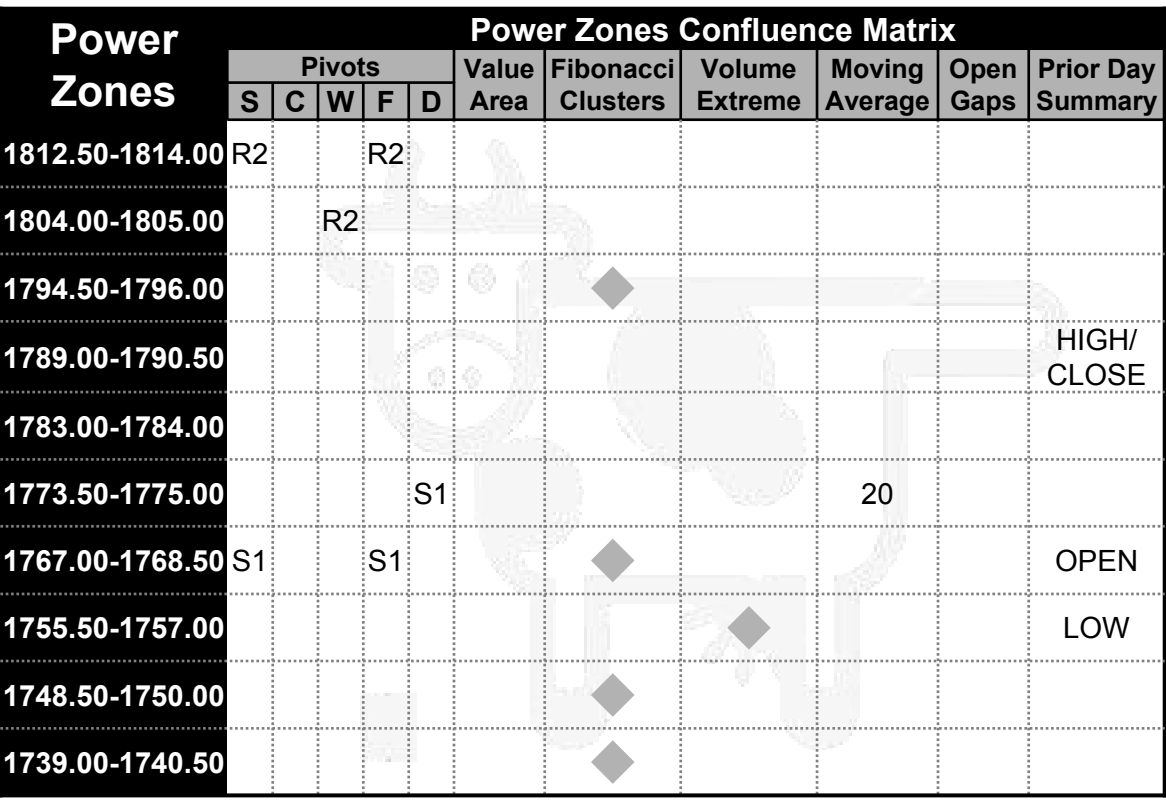 Power Zones
Power Zones Confluence Matrix
Pivots
Value Area
Fibonacci Clusters
Volume Extreme
Moving Average
Open Gaps
Prior Day Summary
S C W F D
1812.50-1814.00 R2 R2
1804.00-1805.00 R2
1794.50-1796.00
1789.00-1790.50 HIGH/ CLOSE
1783.00-1784.00
1773.50-1775.00 S1 20
1767.00-1768.50 S1 S1 OPEN
1755.50-1757.00 LOW
1748.50-1750.00
1739.00-1740.50